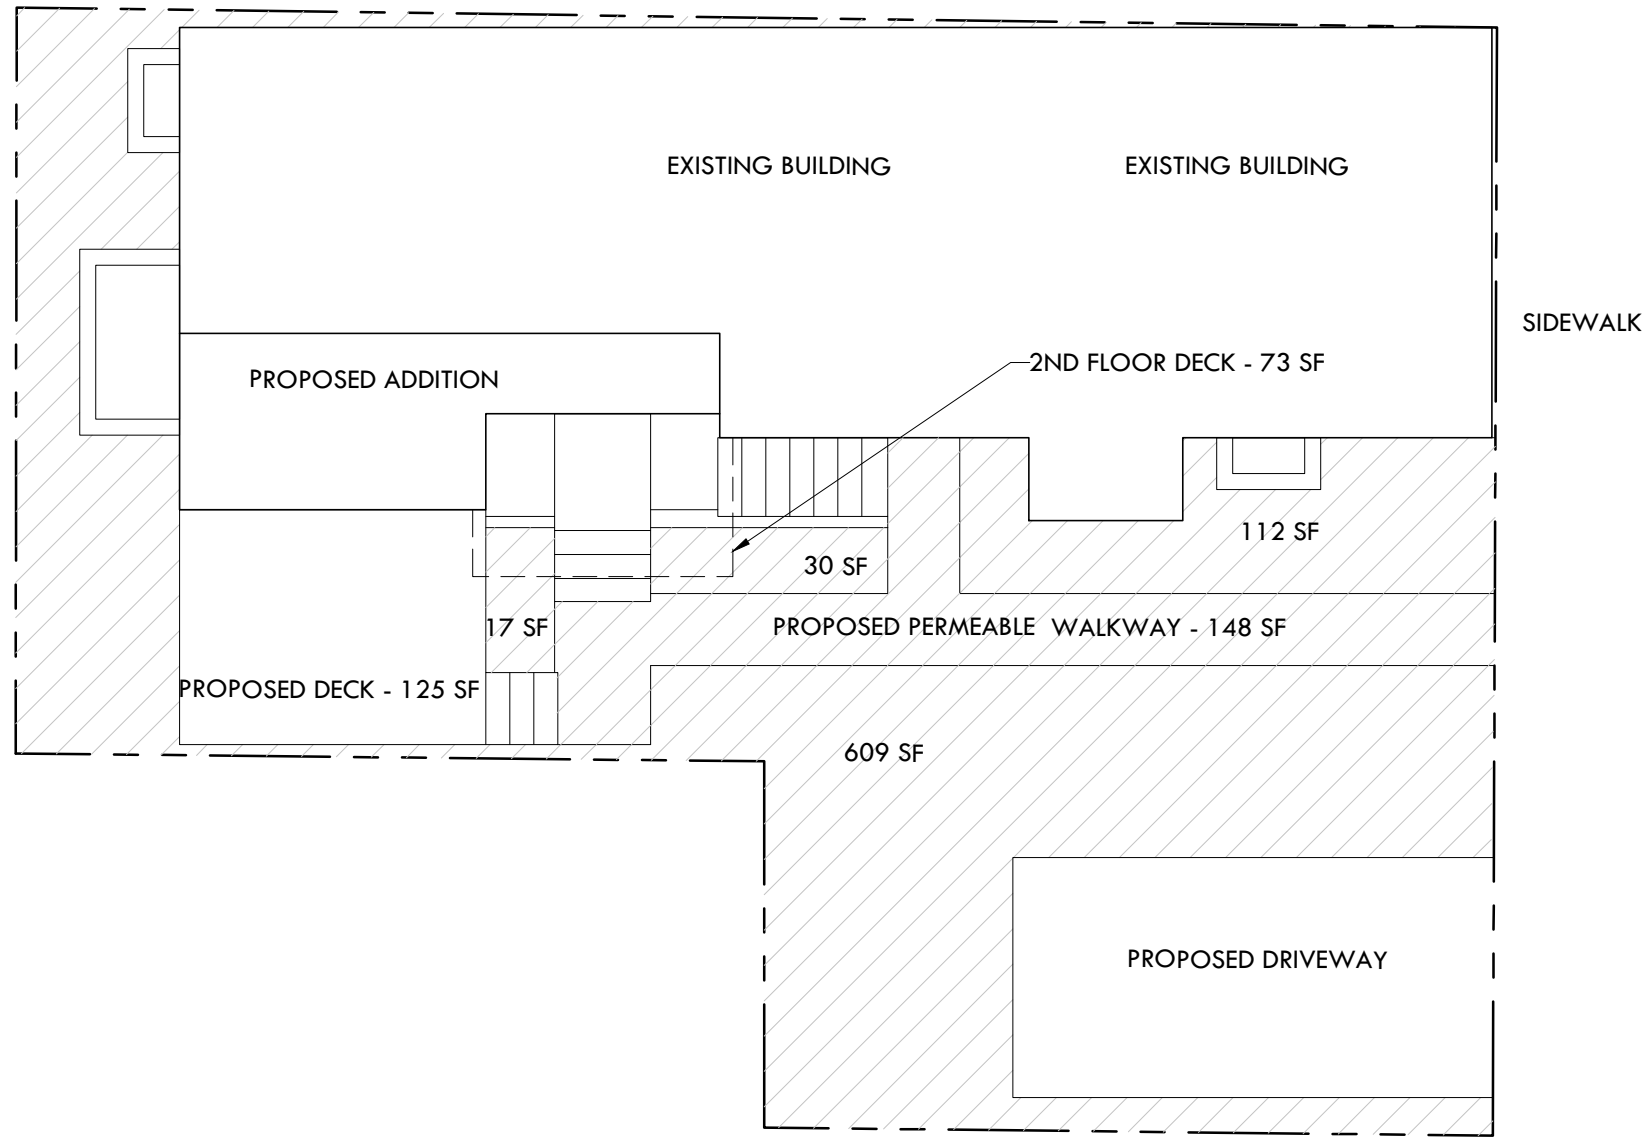 EXISTING BUILDING
EXISTING BUILDING
SIDEWALK
2ND FLOOR DECK - 73 SF
PROPOSED ADDITION
112 SF
30 SF
17 SF
PROPOSED PERMEABLE WALKWAY - 148 SF
PROPOSED DECK - 125 SF
609 SF
PROPOSED DRIVEWAY